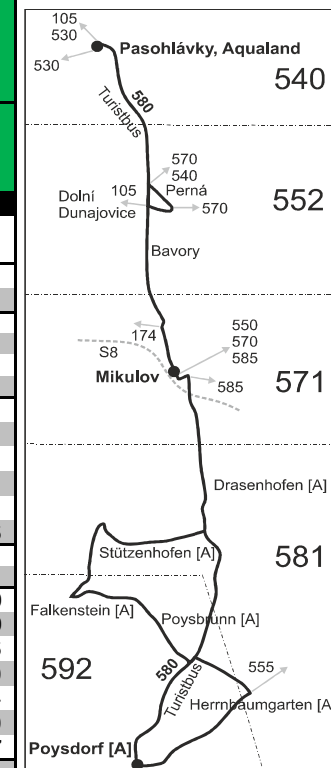 105
530
Pasohlávky, Aqualand
530
540
580
Turistbus
570
540
105
Perná
Dolní
Dunajovice
570
552
Bavory
174
550
570
585
S8
Mikulov
585
571
Drasenhofen [A]
Stützenhofen [A]
581
Falkenstein [A]
Poysbrunn [A]
592
580
Turistbus
555
Herrnbaumgarten [A
Poysdorf [A]